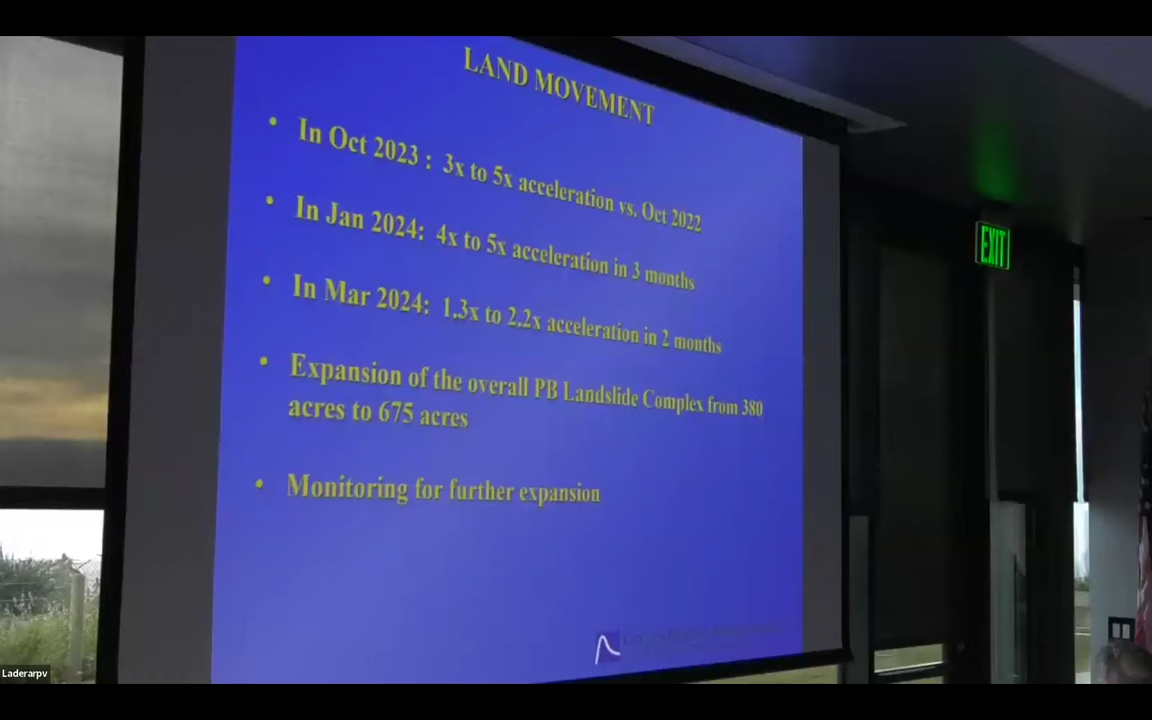 LAND MOVEMENT
• In Oct 2023 : 3x to 5x acceleration vs. Oct 2022
• In Jan 2024: 4x to 5x acceleration in 3 months
• In Mar 2024: 1.3x to 2.2x acceleration in 2 months
• Expansion of the overall PB Landslide Complex from 380
acres to 675 acres
• Monitoring for further expansion
EXIT
Laderarpv